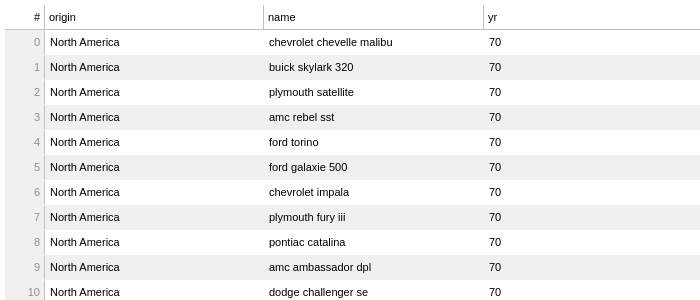 # origin name yr
0 North America chevrolet chevelle malibu 70
1 North America buick skylark 320 70
2 North America plymouth satellite 70
3 North America amc rebel sst 70
4 North America ford torino 70
5 North America ford galaxie 500 70
6 North America chevrolet impala 70
7 North America plymouth fury iii 70
8 North America pontiac catalina 70
9 North America amc ambassador dpl 70
10 North America dodge challenger se 70